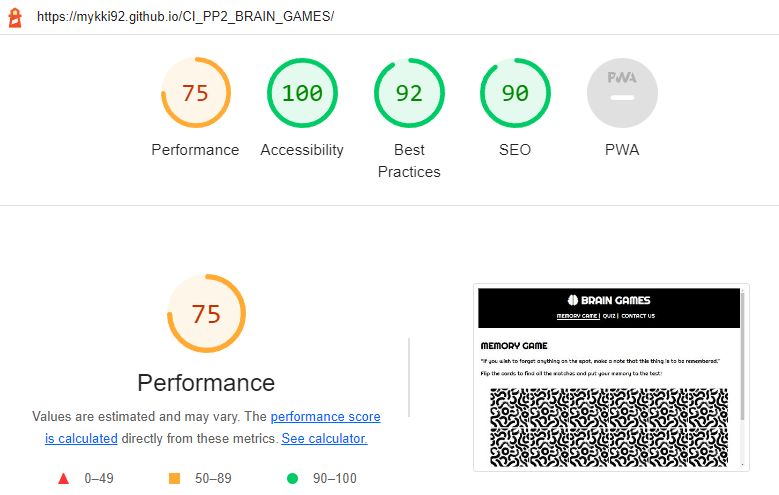 https://mykki92.github.io/CI_PP2_BRAIN_GAMES/
75
100
92
90
PWA
Performance
Accessibility
Best
Practices
SEO
PWA
75
Performance
Values are estimated and may vary. The performance score
is calculated directly from these metrics. See calculator.
0–49
50–89
90–100
BRAIN GAMES
MEMORY GAME | QUIZ | CONTACT US
MEMORY GAME
"If you wish to forget anything on the spot, make a note that this thing is to be remembered."
Flip the cards to find all the matches and put your memory to the test!